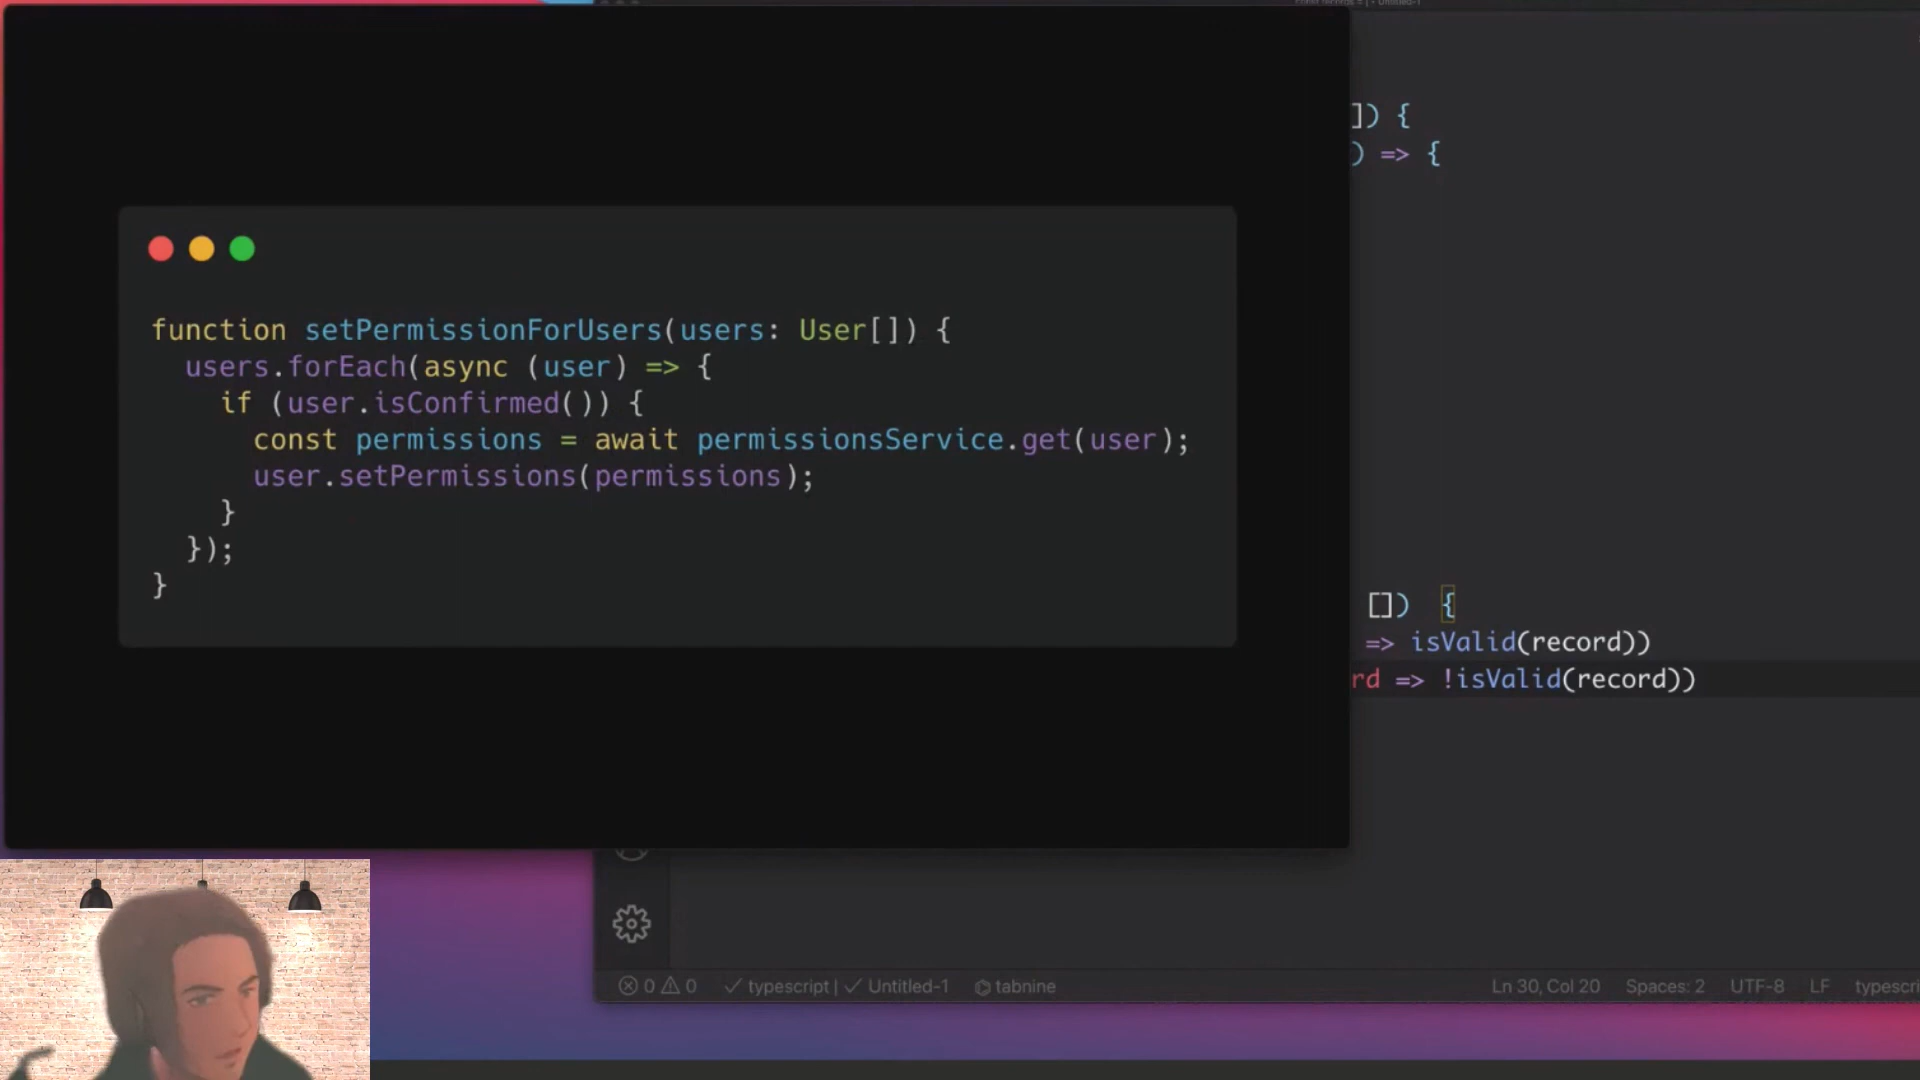 function setPermissionForUsers(users: User[]) {
users.forEach(async (user) => {
if (user.isConfirmed()) {
const permissions = await permissionsService.get(user);
user.setPermissions(permissions);
}
});
}
]) {
) => {
[]) {
=> isValid(record))
rd => !isValid(record))
0 0 typescript | Untitled-1 tabnine Ln 30, Col 20 Spaces: 2 UTF-8 LF typescri